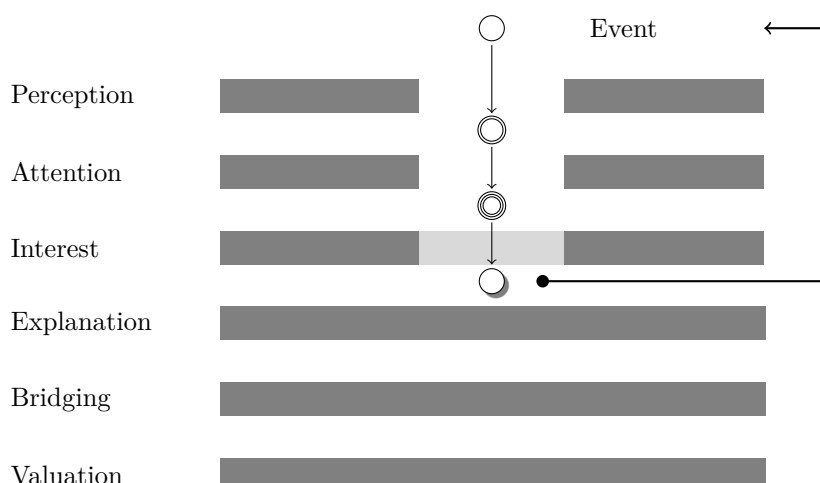 Event
Perception
Attention
Interest
Explanation
Bridging
Valuation